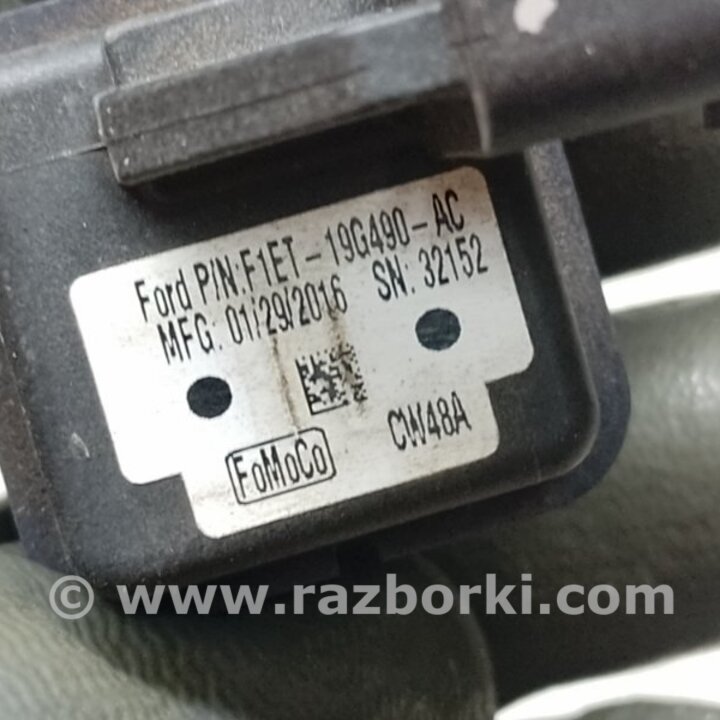 Ford P/N:F1ET-19G490-AC
MFG: 01/29/2016 SN: 32152
FoMoCo
CW48A
© www.razborki.com